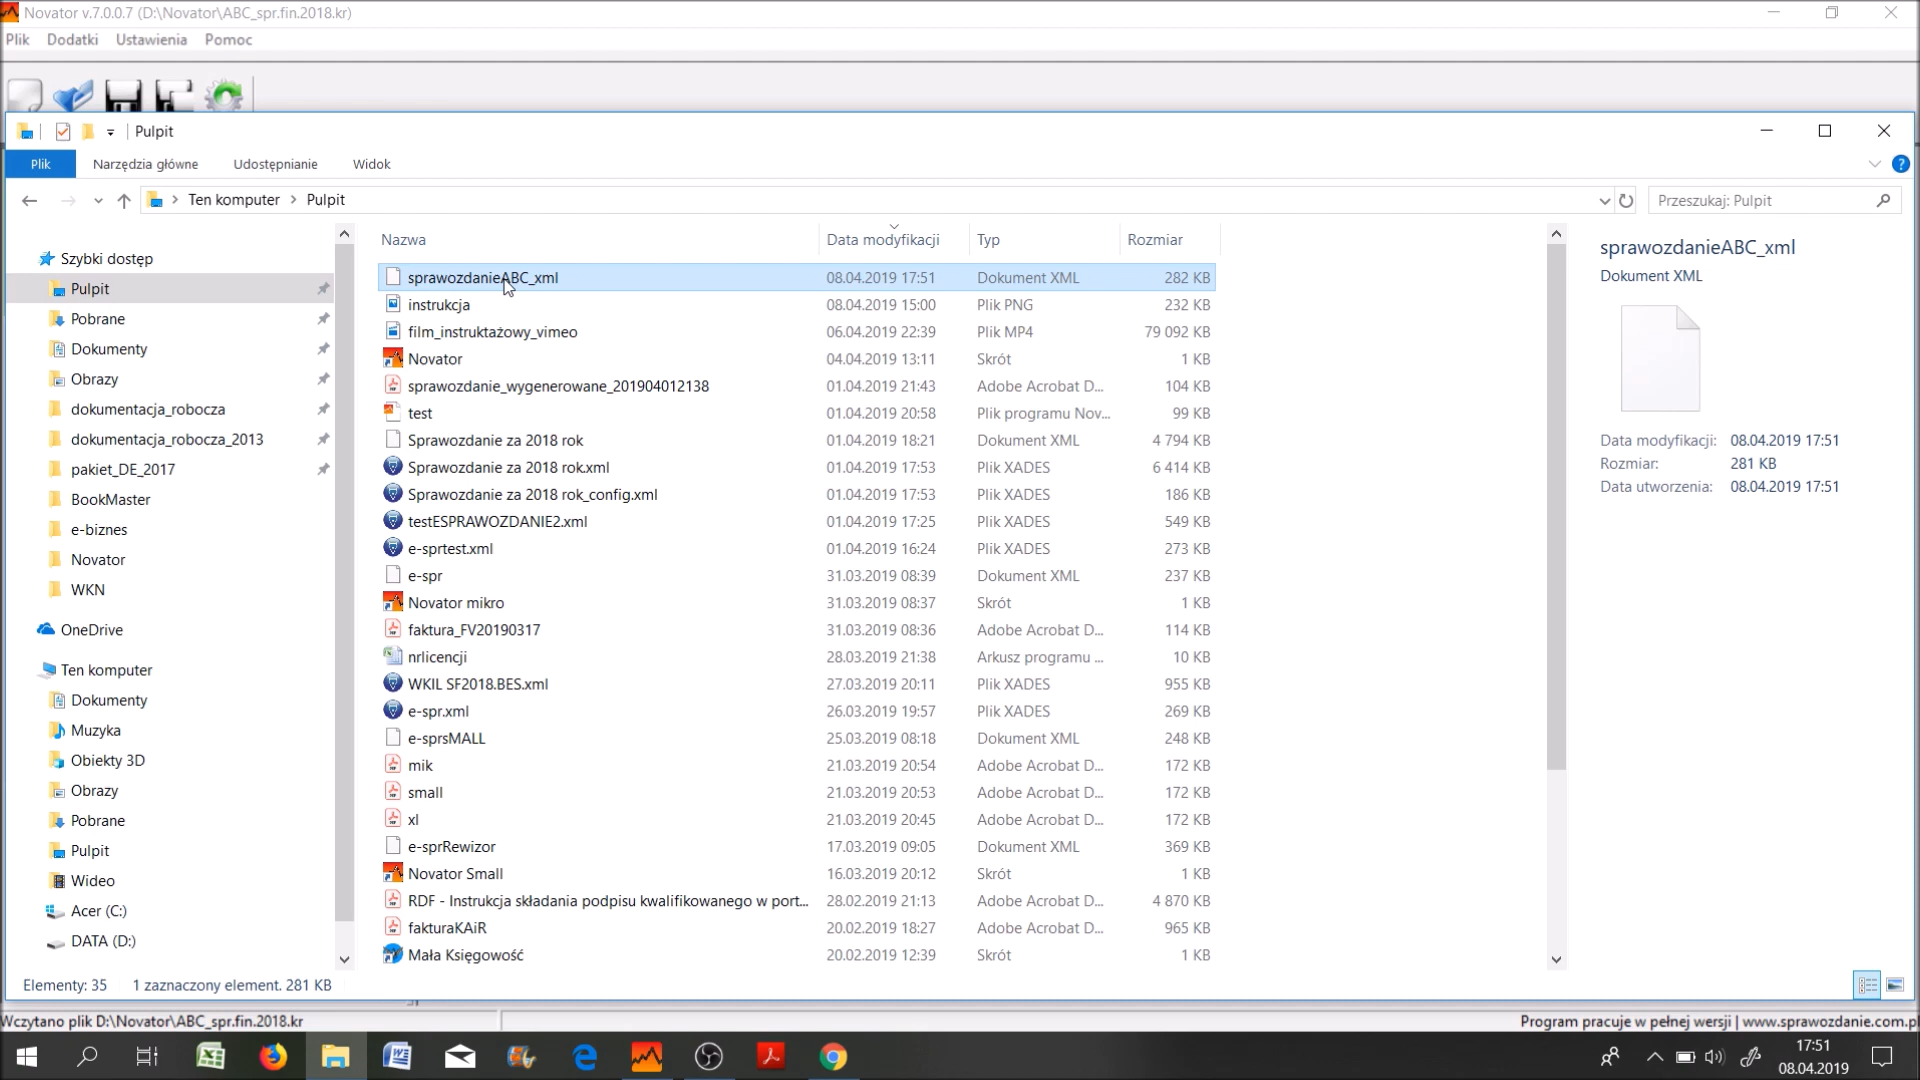 Novator v.7.0.0.7 (D:\Novator\ABC_spr.fin.2018.kr)
Plik Dodatki Ustawienia Pomoc
Pulpit
Plik Narzędzia główne Udostępnianie Widok
Ten komputer > Pulpit
Przeszukaj: Pulpit
Szybki dostęp
Pulpit
Pobrane
Dokumenty
Obrazy
dokumentacja_robocza
dokumentacja_robocza_2013
pakiet_DE_2017
BookMaster
e-biznes
Novator
WKN
OneDrive
Ten komputer
Dokumenty
Muzyka
Obiekty 3D
Obrazy
Pobrane
Pulpit
Wideo
Acer (C:)
DATA (D:)
Nazwa Data modyfikacji Typ Rozmiar
sprawozdanieABC_xml 08.04.2019 17:51 Dokument XML 282 KB
instrukcja 08.04.2019 15:00 Plik PNG 232 KB
film_instruktażowy_vimeo 06.04.2019 22:39 Plik MP4 79 092 KB
Novator 04.04.2019 13:11 Skrót 1 KB
sprawozdanie_wygenerowane_201904012138 01.04.2019 21:43 Adobe Acrobat D... 104 KB
test 01.04.2019 20:58 Plik programu Nov... 99 KB
Sprawozdanie za 2018 rok 01.04.2019 18:21 Dokument XML 4 794 KB
Sprawozdanie za 2018 rok.xml 01.04.2019 17:53 Plik XADES 6 414 KB
Sprawozdanie za 2018 rok_config.xml 01.04.2019 17:53 Plik XADES 186 KB
testESPRAWOZDANIE2.xml 01.04.2019 17:25 Plik XADES 549 KB
e-sprtest.xml 01.04.2019 16:24 Plik XADES 273 KB
e-spr 31.03.2019 08:39 Dokument XML 237 KB
Novator mikro 31.03.2019 08:37 Skrót 1 KB
faktura_FV20190317 31.03.2019 08:36 Adobe Acrobat D... 114 KB
nrlicencji 28.03.2019 21:38 Arkusz programu ... 10 KB
WKIL SF2018.BES.xml 27.03.2019 20:11 Plik XADES 955 KB
e-spr.xml 26.03.2019 19:57 Plik XADES 269 KB
e-sprsMALL 25.03.2019 08:18 Dokument XML 248 KB
mik 21.03.2019 20:54 Adobe Acrobat D... 172 KB
small 21.03.2019 20:53 Adobe Acrobat D... 172 KB
xl 21.03.2019 20:45 Adobe Acrobat D... 172 KB
e-sprRewizor 17.03.2019 09:05 Dokument XML 369 KB
Novator Small 16.03.2019 20:12 Skrót 1 KB
RDF - Instrukcja składania podpisu kwalifikowanego w port... 28.02.2019 21:13 Adobe Acrobat D... 4 870 KB
fakturaKAiR 20.02.2019 18:27 Adobe Acrobat D... 965 KB
Mała Księgowość 20.02.2019 12:39 Skrót 1 KB
sprawozdanieABC_xml
Dokument XML
Data modyfikacji: 08.04.2019 17:51
Rozmiar: 281 KB
Data utworzenia: 08.04.2019 17:51
Elementy: 35 1 zaznaczony element. 281 KB
Wczytano plik D:\Novator\ABC_spr.fin.2018.kr
Program pracuje w pełnej wersji | www.sprawozdanie.com.pl
17:51
08.04.2019